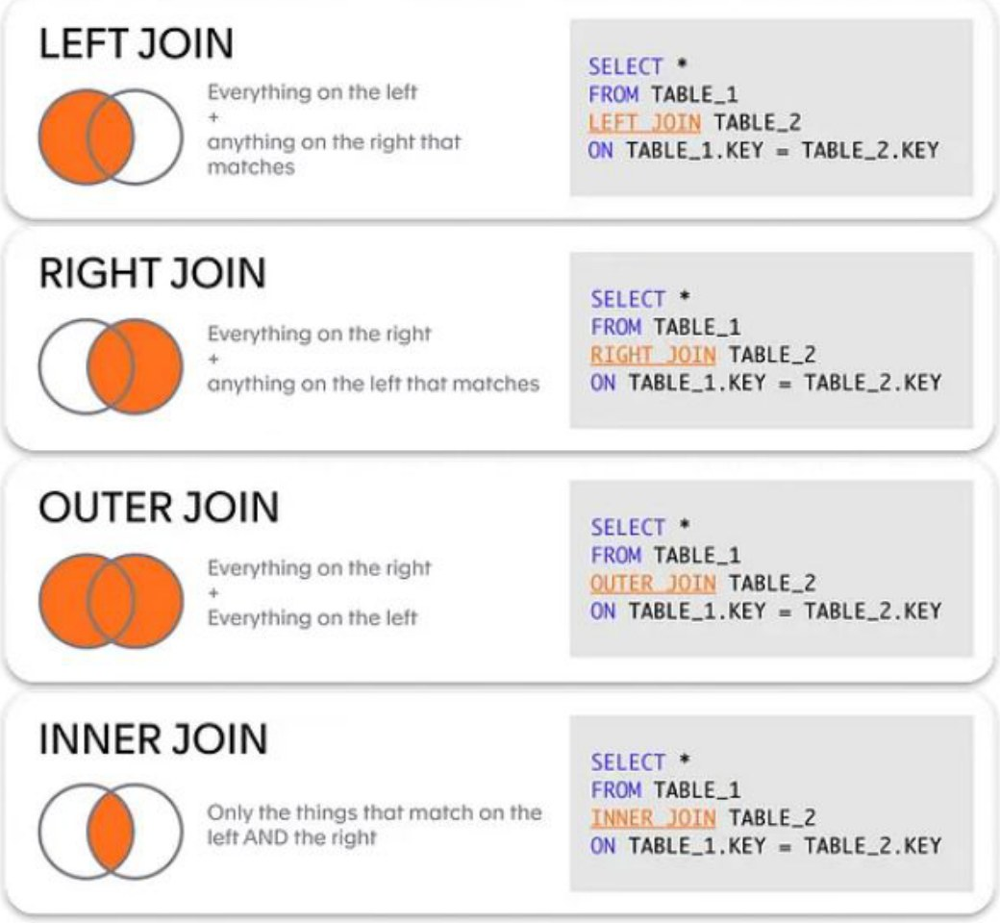 LEFT JOIN
Everything on the left
+
anything on the right that
matches
SELECT *
FROM TABLE_1
LEFT JOIN TABLE_2
ON TABLE_1.KEY = TABLE_2.KEY
RIGHT JOIN
Everything on the right
+
anything on the left that matches
SELECT *
FROM TABLE_1
RIGHT JOIN TABLE_2
ON TABLE_1.KEY = TABLE_2.KEY
OUTER JOIN
Everything on the right
+
Everything on the left
SELECT *
FROM TABLE_1
OUTER JOIN TABLE_2
ON TABLE_1.KEY = TABLE_2.KEY
INNER JOIN
Only the things that match on the
left AND the right
SELECT *
FROM TABLE_1
INNER JOIN TABLE_2
ON TABLE_1.KEY = TABLE_2.KEY